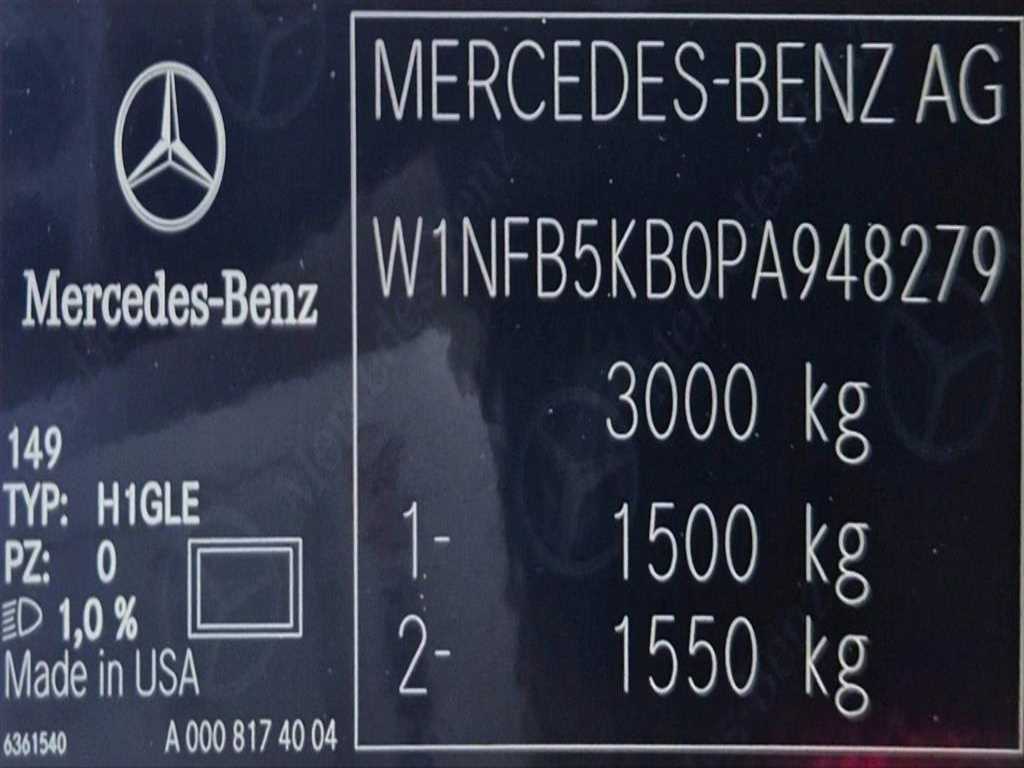 Mercedes-Benz
149
TYP: H1GLE
PZ: 0
1,0 %
Made in USA
6361540
A 000 817 40 04
MERCEDES-BENZ AG
W1NFB5KB0PA948279
3000 kg
1- 1500 kg
2- 1550 kg